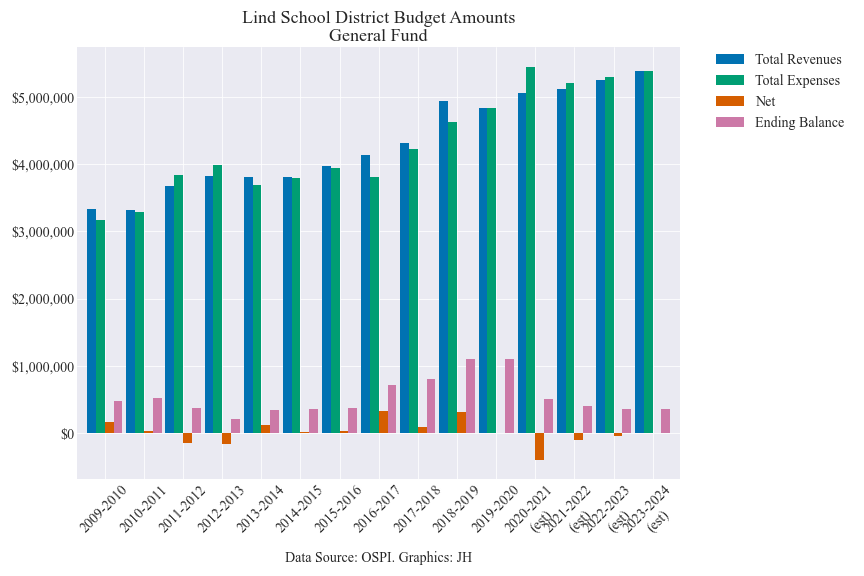 Lind School District Budget Amounts
General Fund
Total Revenues
Total Expenses
Net
Ending Balance
$5,000,000
$4,000,000
$3,000,000
$2,000,000
$1,000,000
$0
2009-2010
2010-2011
2011-2012
2012-2013
2013-2014
2014-2015
2015-2016
2016-2017
2017-2018
2018-2019
2019-2020
2020-2021
(est)
2021-2022
(est)
2022-2023
(est)
2023-2024
(est)
Data Source: OSPI. Graphics: JH